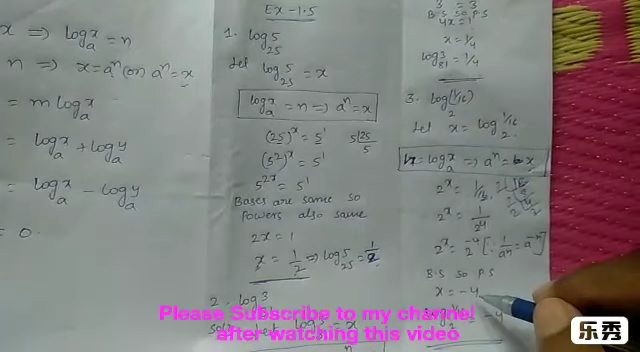 x ⇒ log_a x = n
n ⇒ x = a^n (or) a^n = x
= m log_a x
= log_a x + log_a y
= log_a x - log_a y
= 0.
Ex-1.5
1. log_25 5
let log_25 5 = x
log_a x = n ⇒ a^n = x
(25)^x = 5^1
5|25
5
(5^2)^x = 5^1
5^2x = 5^1
Bases are same so
Powers also same
2x = 1
x = 1/2 ⇒ log_25 5 = 1/2
2. log 3
3 = 3
B.S so P.S
4x = 1
x = 1/4
log_81 3 = 1/4
3. log_2 (1/16)
let x = log_2 1/16
= log_a x ⇒ a^n = x
2^x = 1/16
2^x = 1/2^4
2^x = 2^-4 [∵ 1/a^n = a^-n]
B.S so P.S
x = -4
-4
Please Subscribe to my channel
after watching this video
乐秀